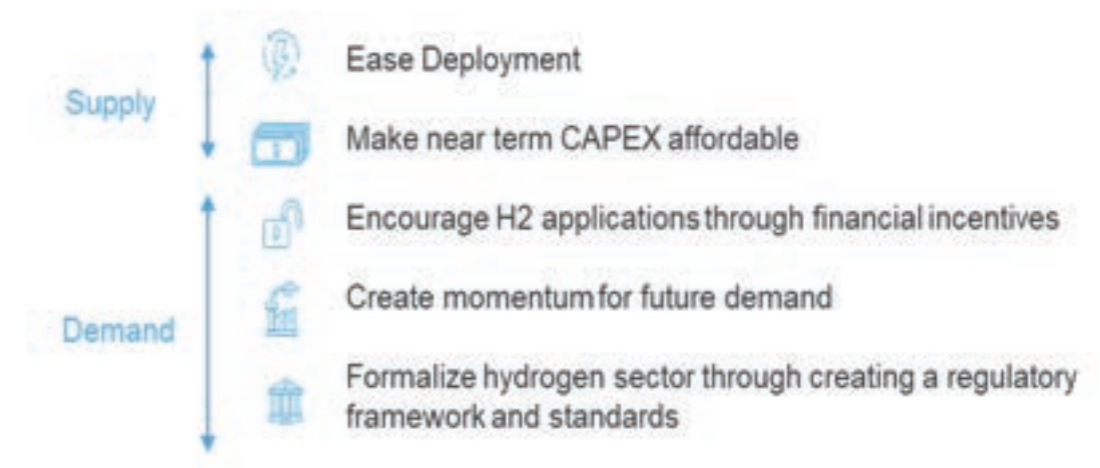 Supply
Ease Deployment
Make near term CAPEX affordable
Demand
Encourage H2 applications through financial incentives
Create momentum for future demand
Formalize hydrogen sector through creating a regulatory
framework and standards